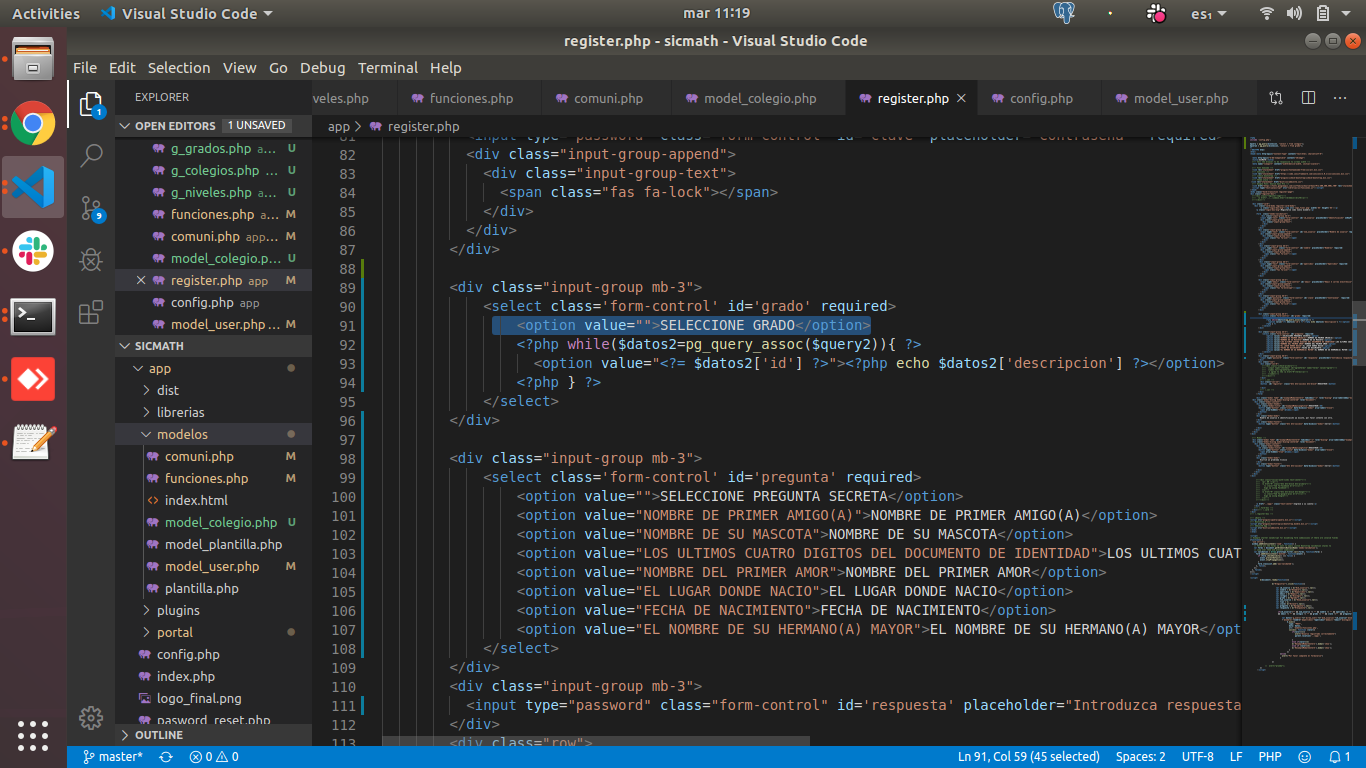 Activities
Visual Studio Code
mar 11:19
es₁
register.php - sicmath - Visual Studio Code
File Edit Selection View Go Debug Terminal Help
EXPLORER
veles.php
funciones.php
comuni.php
model_colegio.php
register.php
config.php
model_user.php
OPEN EDITORS 1 UNSAVED
g_grados.php a... U
g_colegios.php ... U
g_niveles.php a... U
funciones.php a... M
comuni.php app... M
model_colegio.p... U
register.php app M
config.php app
model_user.php ... M
SICMATH
app
dist
librerias
modelos
comuni.php M
funciones.php M
index.html
model_colegio.php U
model_plantilla.php
model_user.php M
plantilla.php
plugins
portal
config.php
index.php
logo_final.png
pasword_reset.php
OUTLINE
1
9
app > register.php
82 <div class="input-group-append">
83 <div class="input-group-text">
84 <span class="fas fa-lock"></span>
85 </div>
86 </div>
87 </div>
88
89 <div class="input-group mb-3">
90 <select class='form-control' id='grado' required>
91 <option value="">SELECCIONE GRADO</option>
92 <?php while($datos2=pg_query_assoc($query2)){ ?>
93 <option value="<?= $datos2['id'] ?>"><?php echo $datos2['descripcion'] ?></option>
94 <?php } ?>
95 </select>
96 </div>
97
98 <div class="input-group mb-3">
99 <select class='form-control' id='pregunta' required>
100 <option value="">SELECCIONE PREGUNTA SECRETA</option>
101 <option value="NOMBRE DE PRIMER AMIGO(A)">NOMBRE DE PRIMER AMIGO(A)</option>
102 <option value="NOMBRE DE SU MASCOTA">NOMBRE DE SU MASCOTA</option>
103 <option value="LOS ULTIMOS CUATRO DIGITOS DEL DOCUMENTO DE IDENTIDAD">LOS ULTIMOS CUAT
104 <option value="NOMBRE DEL PRIMER AMOR">NOMBRE DEL PRIMER AMOR</option>
105 <option value="EL LUGAR DONDE NACIO">EL LUGAR DONDE NACIO</option>
106 <option value="FECHA DE NACIMIENTO">FECHA DE NACIMIENTO</option>
107 <option value="EL NOMBRE DE SU HERMANO(A) MAYOR">EL NOMBRE DE SU HERMANO(A) MAYOR</opt
108 </select>
109 </div>
110 <div class="input-group mb-3">
111 <input type="password" class="form-control" id='respuesta' placeholder="Introduzca respuesta
112 </div>
113 <div class="row">
master*
0 0
Ln 91, Col 59 (45 selected)
Spaces: 2
UTF-8
LF
PHP
1